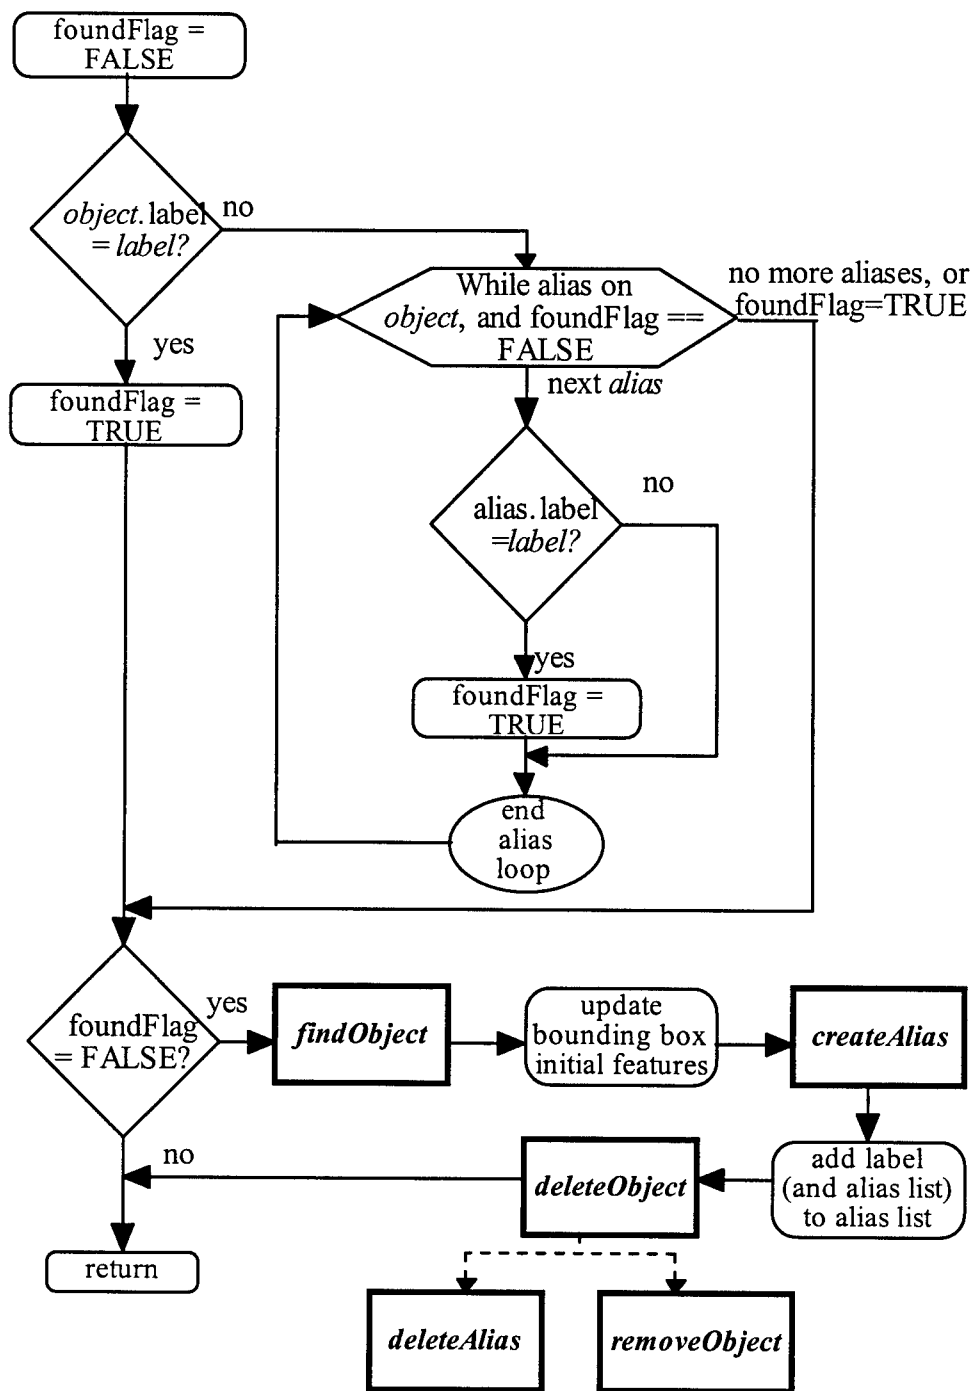 foundFlag =
FALSE
object.label
= label?
no
yes
foundFlag =
TRUE
While alias on
object, and foundFlag ==
FALSE
no more aliases, or
foundFlag=TRUE
next alias
alias.label
=label?
no
yes
foundFlag =
TRUE
end
alias
loop
foundFlag
= FALSE?
yes
findObject
update
bounding box
initial features
createAlias
add label
(and alias list)
to alias list
deleteObject
no
return
deleteAlias
removeObject